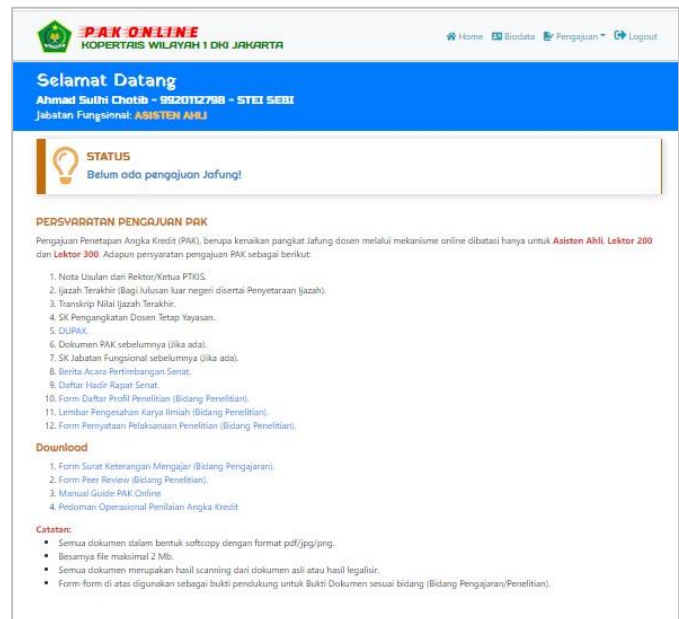 PAK ONLINE
KOPERTAIS WILAYAH 1 DKI JAKARTA
Home Biodata Pengajuan Logout
Selamat Datang
Ahmad Sulhi Chotib - 9920112798 - STEI SEBI
Jabatan Fungsional: ASISTEN AHLI
STATUS
Belum ada pengajuan Jafung!
PERSYARATAN PENGAJUAN PAK
Pengajuan Penetapan Angka Kredit (PAK), berupa kenaikan pangkat Jafung dosen melalui mekanisme online dibatasi hanya untuk Asisten Ahli, Lektor 200
dan Lektor 300. Adapun persyaratan pengajuan PAK sebagai berikut:
1. Nota Usulan dari Rektor/Ketua PTKIS.
2. Ijazah Terakhir (Bagi lulusan luar negeri disertai Penyetaraan Ijazah).
3. Transkrip Nilai Ijazah Terakhir.
4. SK Pengangkatan Dosen Tetap Yayasan.
5. DUPAK.
6. Dokumen PAK sebelumnya (Jika ada).
7. SK Jabatan Fungsional sebelumnya (Jika ada).
8. Berita Acara Pertimbangan Senat.
9. Daftar Hadir Rapat Senat.
10. Form Daftar Profil Penelitian (Bidang Penelitian).
11. Lembar Pengesahan Karya Ilmiah (Bidang Penelitian).
12. Form Pernyataan Pelaksanaan Penelitian (Bidang Penelitian).
Download
1. Form Surat Keterangan Mengajar (Bidang Pengajaran).
2. Form Peer Review (Bidang Penelitian).
3. Manual Guide PAK Online
4. Pedoman Operasional Penilaian Angka Kredit
Catatan:
Semua dokumen dalam bentuk softcopy dengan format pdf/jpg/png.
Besarnya file maksimal 2 Mb.
Semua dokumen merupakan hasil scanning dari dokumen asli atau hasil legalisir.
Form-form di atas digunakan sebagai bukti pendukung untuk Bukti Dokumen sesuai bidang (Bidang Pengajaran/Penelitian).